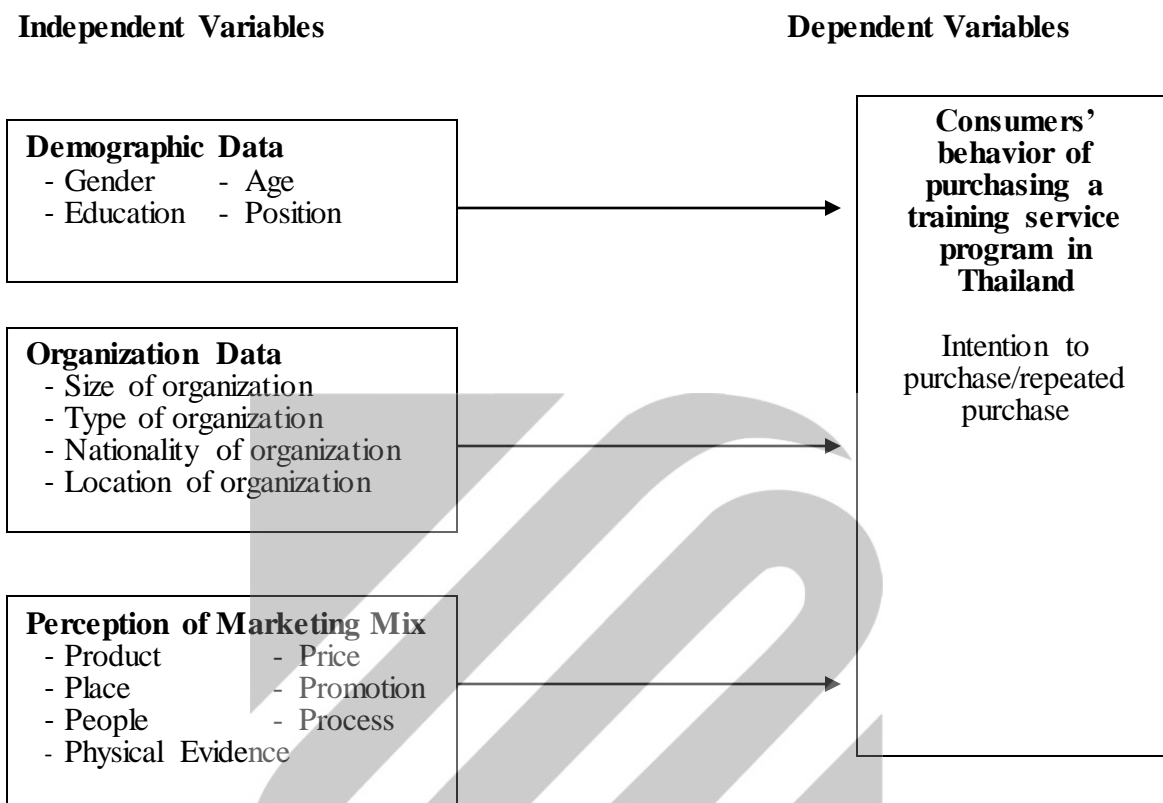 Independent Variables
Dependent Variables
Demographic Data
- Gender - Age
- Education - Position
Organization Data
- Size of organization
- Type of organization
- Nationality of organization
- Location of organization
Perception of Marketing Mix
- Product - Price
- Place - Promotion
- People - Process
- Physical Evidence
Consumers’
behavior of
purchasing a
training service
program in
Thailand
Intention to
purchase/repeated
purchase